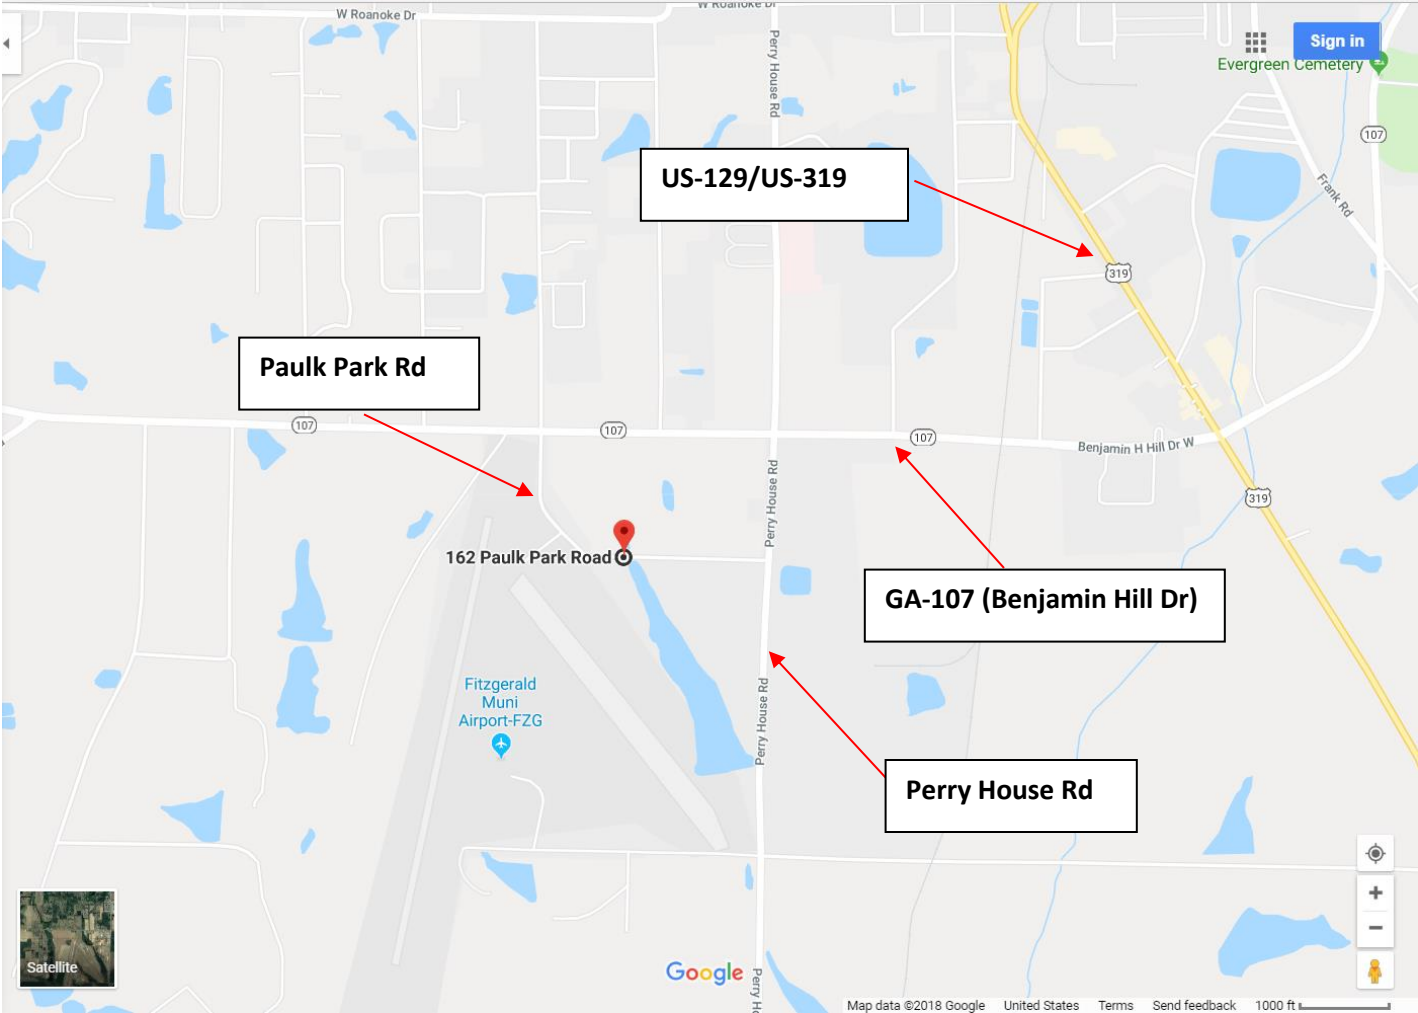 W Roanoke Dr
W Roanoke Dr
Perry House Rd
Sign in
Evergreen Cemetery
107
Frank Rd
US-129/US-319
319
Paulk Park Rd
107
107
107
Benjamin H Hill Dr W
319
Perry House Rd
162 Paulk Park Road
GA-107 (Benjamin Hill Dr)
Fitzgerald
Muni
Airport-FZG
Perry House Rd
Perry House Rd
Satellite
Google
Perry Ho
Map data ©2018 Google United States Terms Send feedback 1000 ft